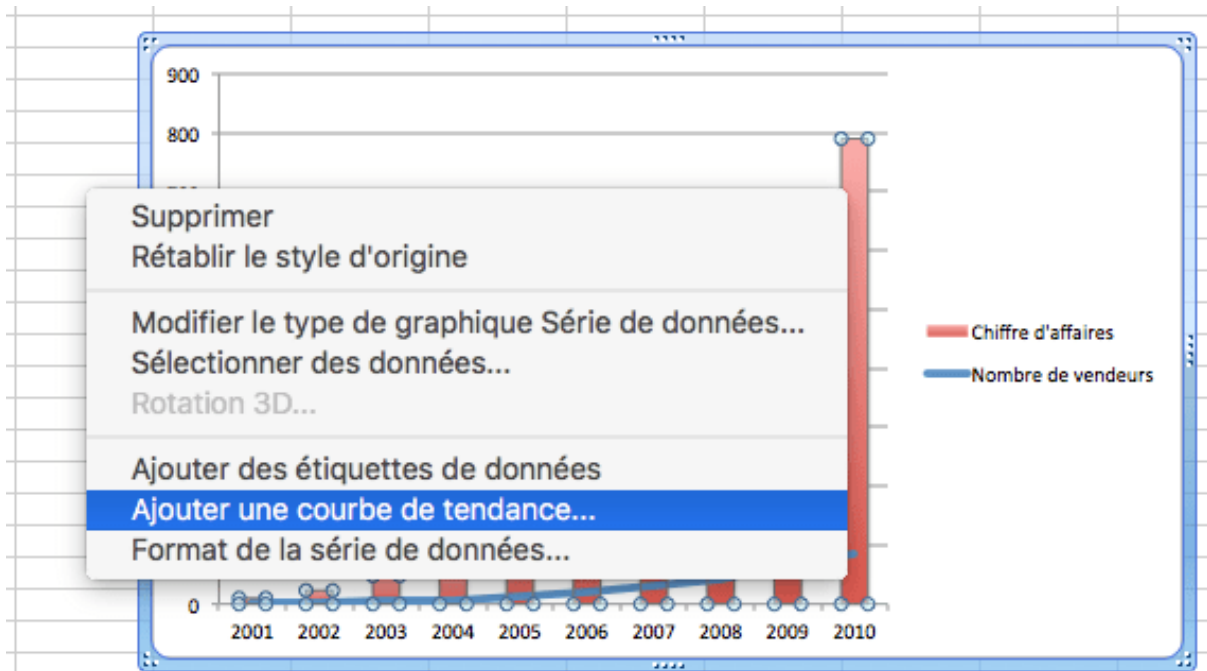 900
800
Supprimer
Rétablir le style d'origine
Modifier le type de graphique Série de données...
Sélectionner des données...
Rotation 3D...
Ajouter des étiquettes de données
Ajouter une courbe de tendance...
Format de la série de données...
0
2001 2002 2003 2004 2005 2006 2007 2008 2009 2010
Chiffre d'affaires
Nombre de vendeurs